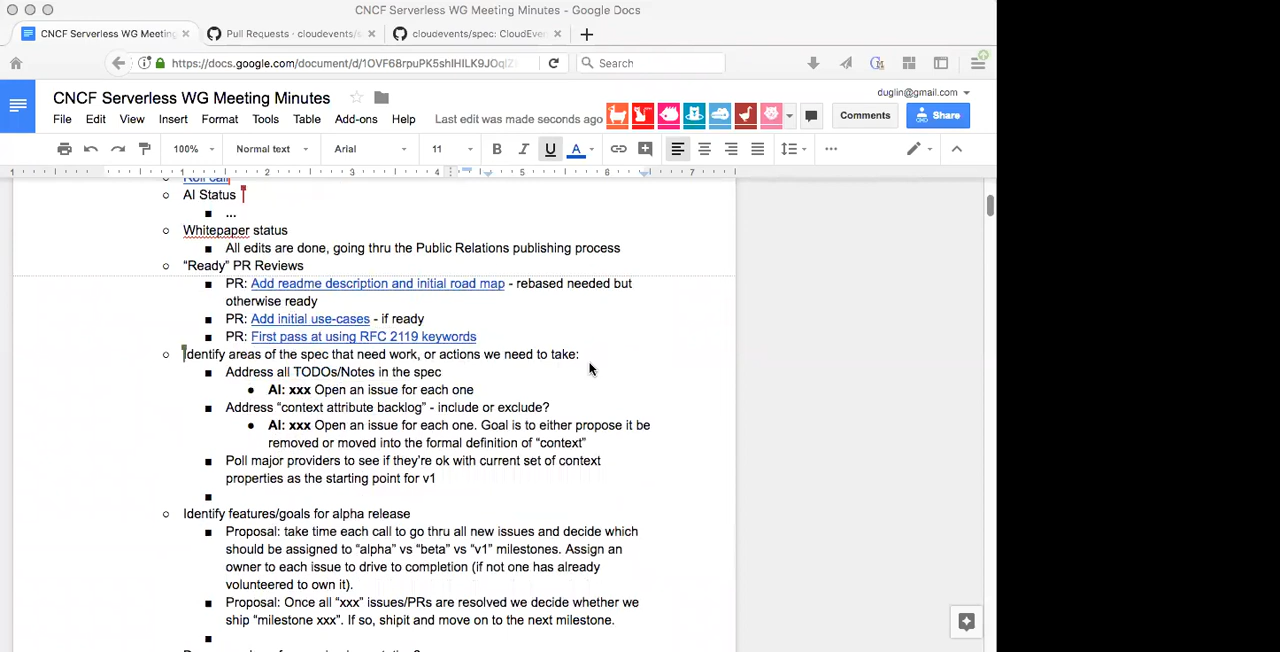 CNCF Serverless WG Meeting Minutes - Google Docs
CNCF Serverless WG Meeting
Pull Requests · cloudevents/s
cloudevents/spec: CloudEven
https://docs.google.com/document/d/1OVF68rpuPK5shIHILK9JOqlZ
Search
CNCF Serverless WG Meeting Minutes
duglin@gmail.com
File Edit View Insert Format Tools Table Add-ons Help Last edit was made seconds ago
Comments
Share
100% Normal text Arial 11
1 1 2 3 4 5 6 7
Roll call
AI Status
...
Whitepaper status
All edits are done, going thru the Public Relations publishing process
“Ready” PR Reviews
PR: Add readme description and initial road map - rebased needed but
otherwise ready
PR: Add initial use-cases - if ready
PR: First pass at using RFC 2119 keywords
Identify areas of the spec that need work, or actions we need to take:
Address all TODOs/Notes in the spec
AI: xxx Open an issue for each one
Address “context attribute backlog” - include or exclude?
AI: xxx Open an issue for each one. Goal is to either propose it be
removed or moved into the formal definition of “context”
Poll major providers to see if they’re ok with current set of context
properties as the starting point for v1
Identify features/goals for alpha release
Proposal: take time each call to go thru all new issues and decide which
should be assigned to “alpha” vs “beta” vs “v1” milestones. Assign an
owner to each issue to drive to completion (if not one has already
volunteered to own it).
Proposal: Once all “xxx” issues/PRs are resolved we decide whether we
ship “milestone xxx”. If so, shipit and move on to the next milestone.